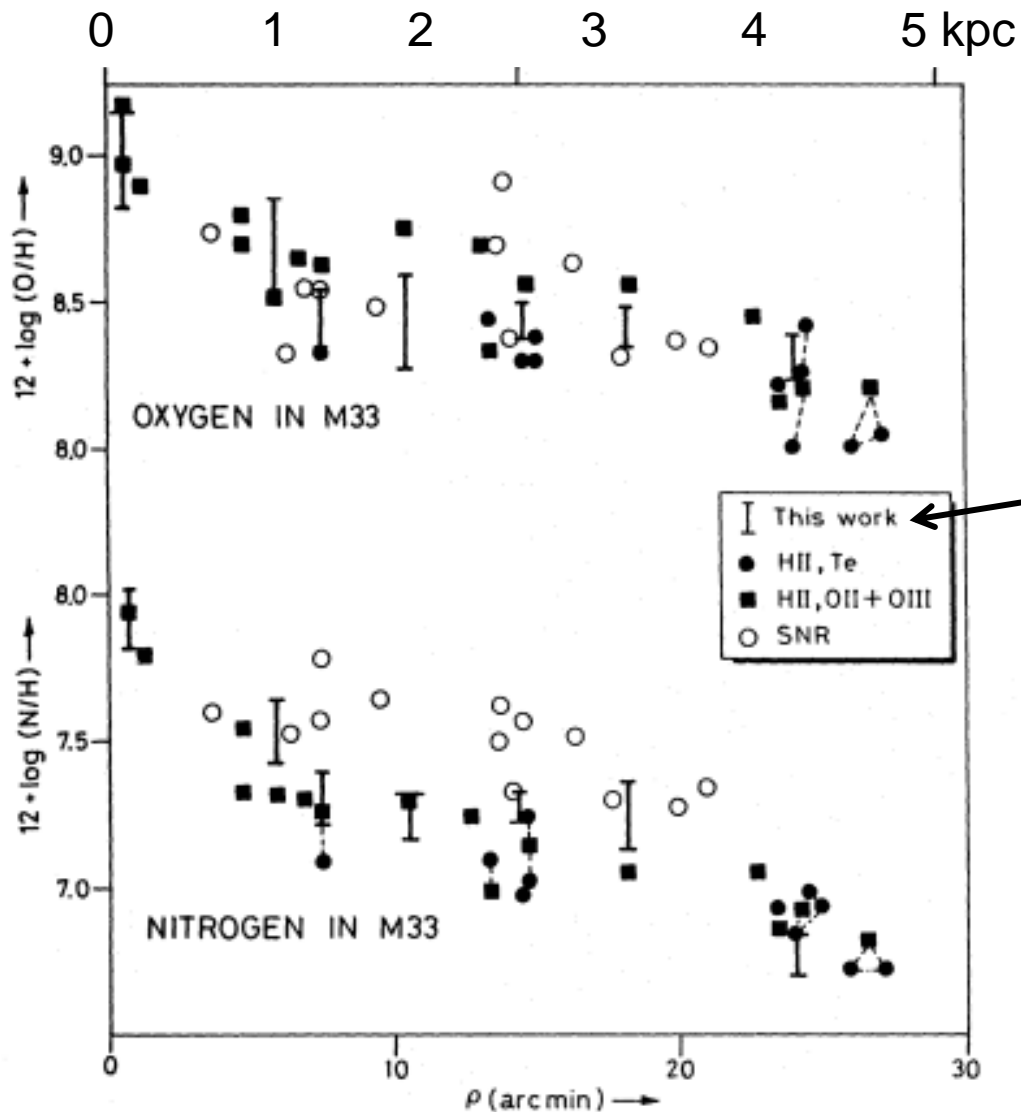 0 1 2 3 4 5 kpc
9.0
8.5
8.0
12 + log (O/H)
OXYGEN IN M33
This work
HII, Te
HII, OII + OIII
SNR
8.0
7.5
7.0
12 + log (N/H)
NITROGEN IN M33
0 10 20 30
ρ (arc min)